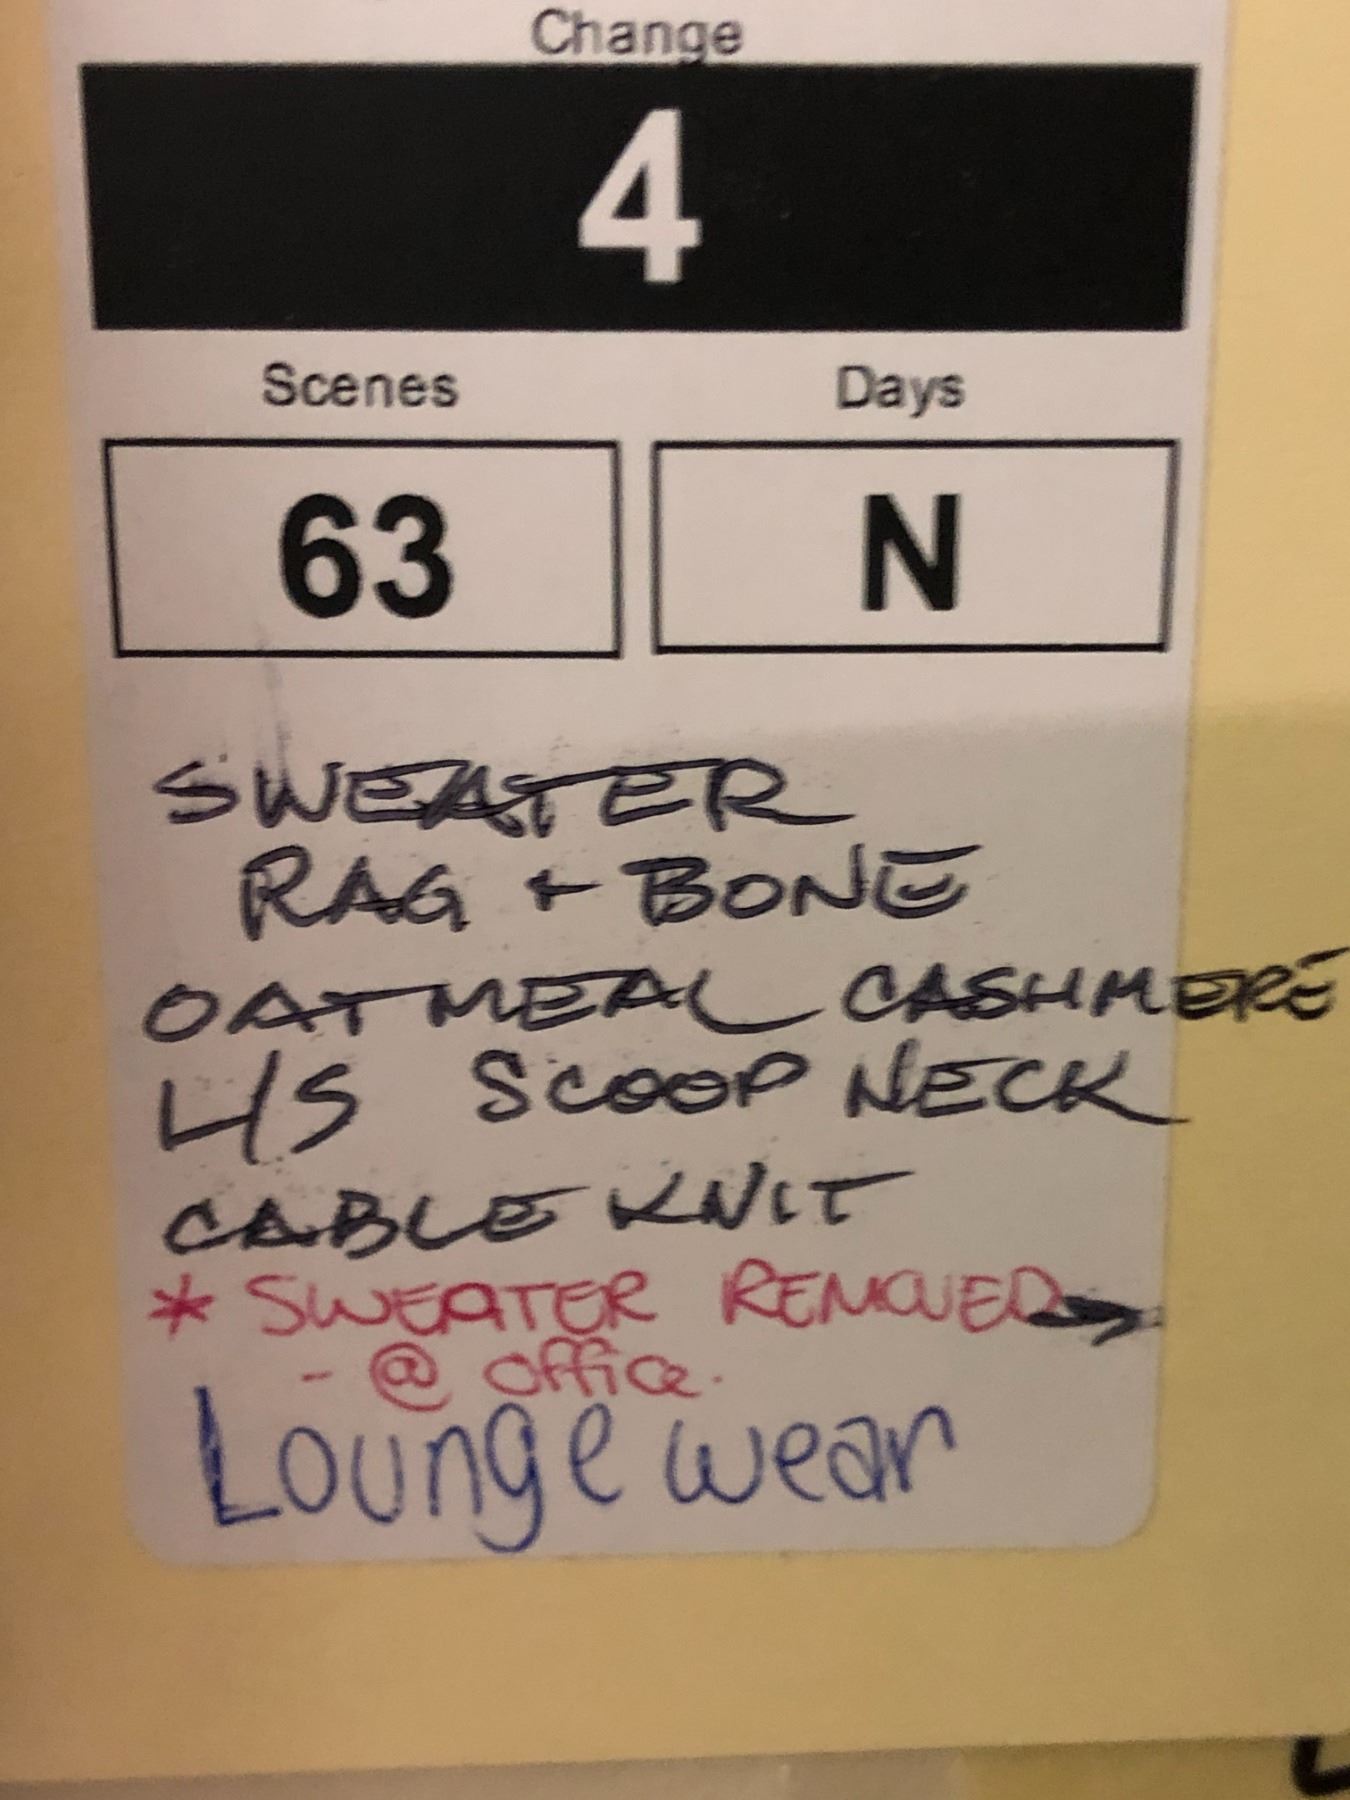 Change
4
Scenes Days
63 N
SWEATER
RAG + BONE
OATMEAL CASHMERE
L/S SCOOP NECK
CABLE KNIT
* SWEATER REMOVED →
- @ office.
Lounge wear